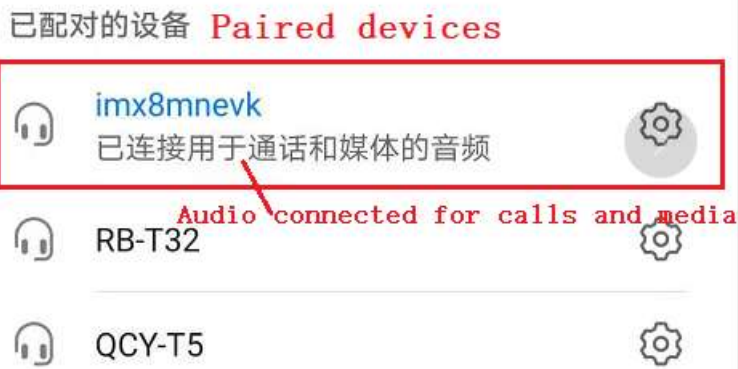 已配对的设备 Paired devices
imx8mnevk
已连接用于通话和媒体的音频
Audio connected for calls and media
RB-T32
QCY-T5